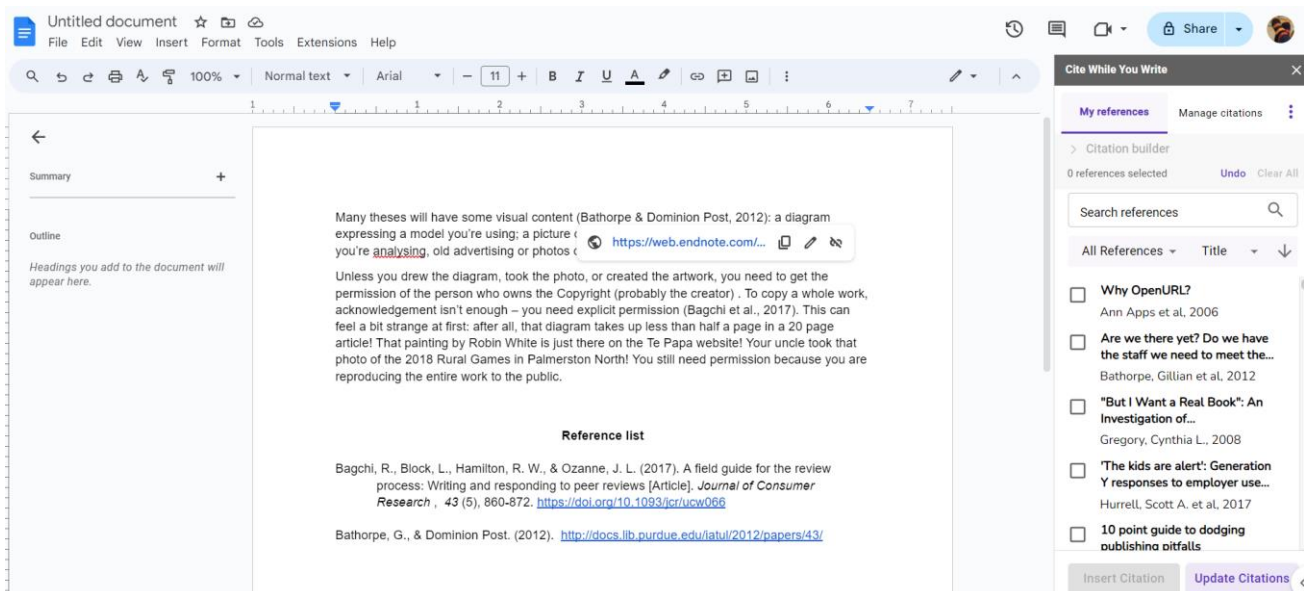 Untitled document
File Edit View Insert Format Tools Extensions Help
Share
100% Normal text Arial 11 B I U A
1 1 2 3 4 5 6 7
Summary
Outline
Headings you add to the document will
appear here.
Many theses will have some visual content (Bathorpe & Dominion Post, 2012): a diagram
expressing a model you're using; a picture
you're analysing, old advertising or photos
https://web.endnote.com/...
Unless you drew the diagram, took the photo, or created the artwork, you need to get the
permission of the person who owns the Copyright (probably the creator) . To copy a whole work,
acknowledgement isn't enough – you need explicit permission (Bagchi et al., 2017). This can
feel a bit strange at first: after all, that diagram takes up less than half a page in a 20 page
article! That painting by Robin White is just there on the Te Papa website! Your uncle took that
photo of the 2018 Rural Games in Palmerston North! You still need permission because you are
reproducing the entire work to the public.
Reference list
Bagchi, R., Block, L., Hamilton, R. W., & Ozanne, J. L. (2017). A field guide for the review
process: Writing and responding to peer reviews [Article]. Journal of Consumer
Research , 43 (5), 860-872. https://doi.org/10.1093/jcr/ucw066
Bathorpe, G., & Dominion Post. (2012). http://docs.lib.purdue.edu/iatul/2012/papers/43/
Cite While You Write
My references Manage citations
Citation builder
0 references selected Undo Clear All
Search references
All References Title
Why OpenURL?
Ann Apps et al, 2006
Are we there yet? Do we have
the staff we need to meet the...
Bathorpe, Gillian et al, 2012
"But I Want a Real Book": An
Investigation of...
Gregory, Cynthia L., 2008
'The kids are alert': Generation
Y responses to employer use...
Hurrell, Scott A. et al, 2017
10 point guide to dodging
publishing pitfalls
Insert Citation Update Citations